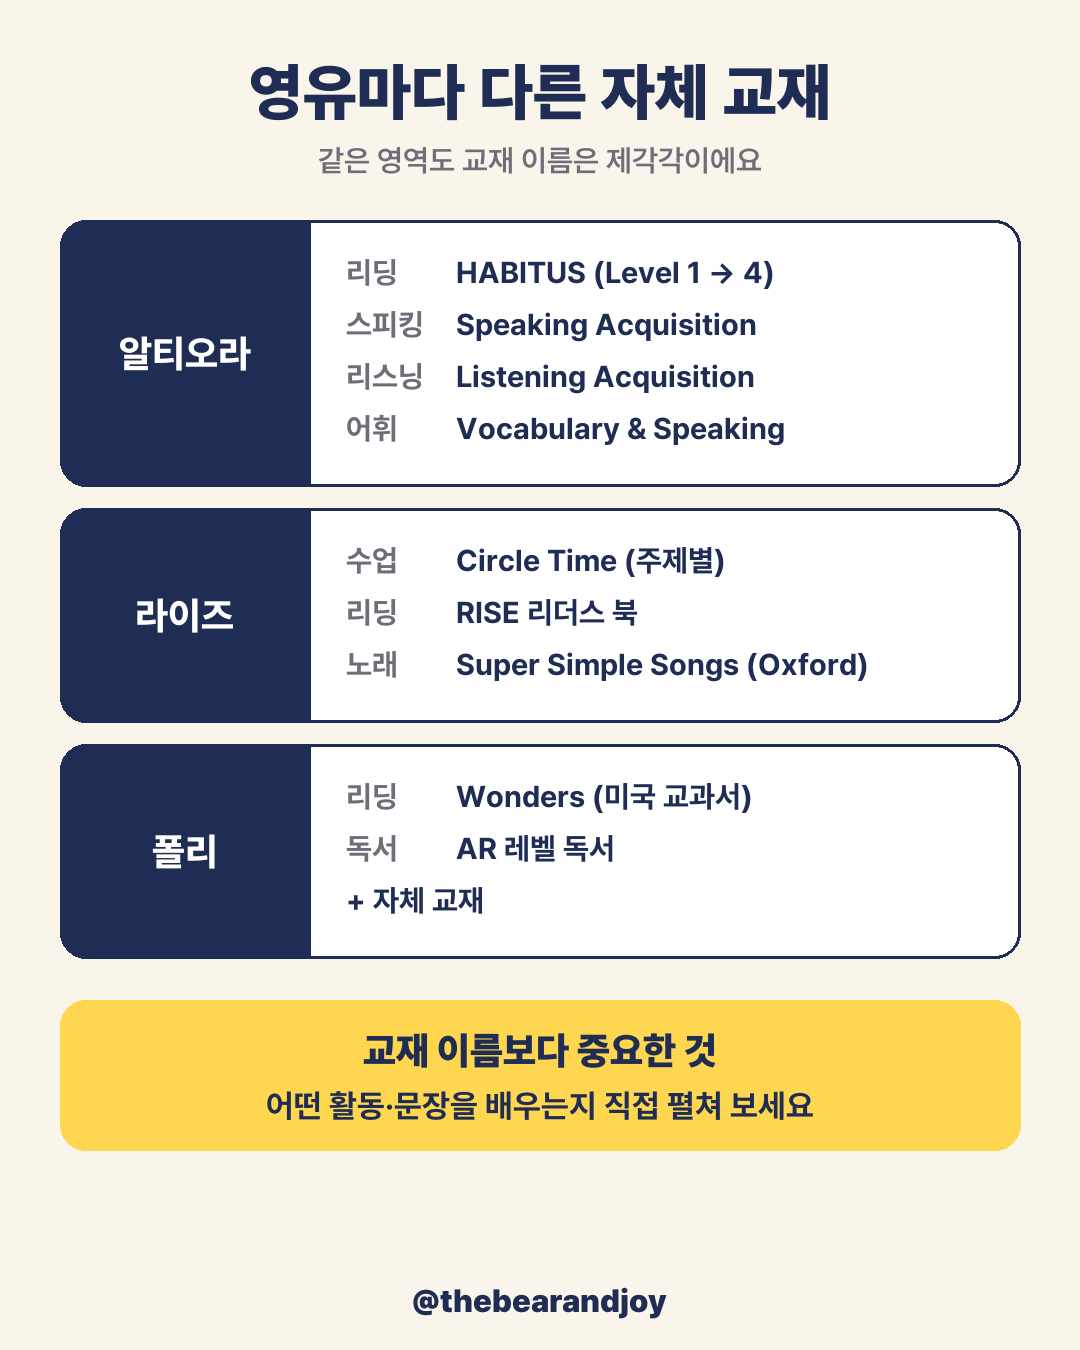 영유마다 다른 자체 교재
같은 영역도 교재 이름은 제각각이에요
알티오라
리딩 HABITUS (Level 1 → 4)
스피킹 Speaking Acquisition
리스닝 Listening Acquisition
어휘 Vocabulary & Speaking
라이즈
수업 Circle Time (주제별)
리딩 RISE 리더스 북
노래 Super Simple Songs (Oxford)
폴리
리딩 Wonders (미국 교과서)
독서 AR 레벨 독서
+ 자체 교재
교재 이름보다 중요한 것
어떤 활동·문장을 배우는지 직접 펼쳐 보세요
@thebearandjoy